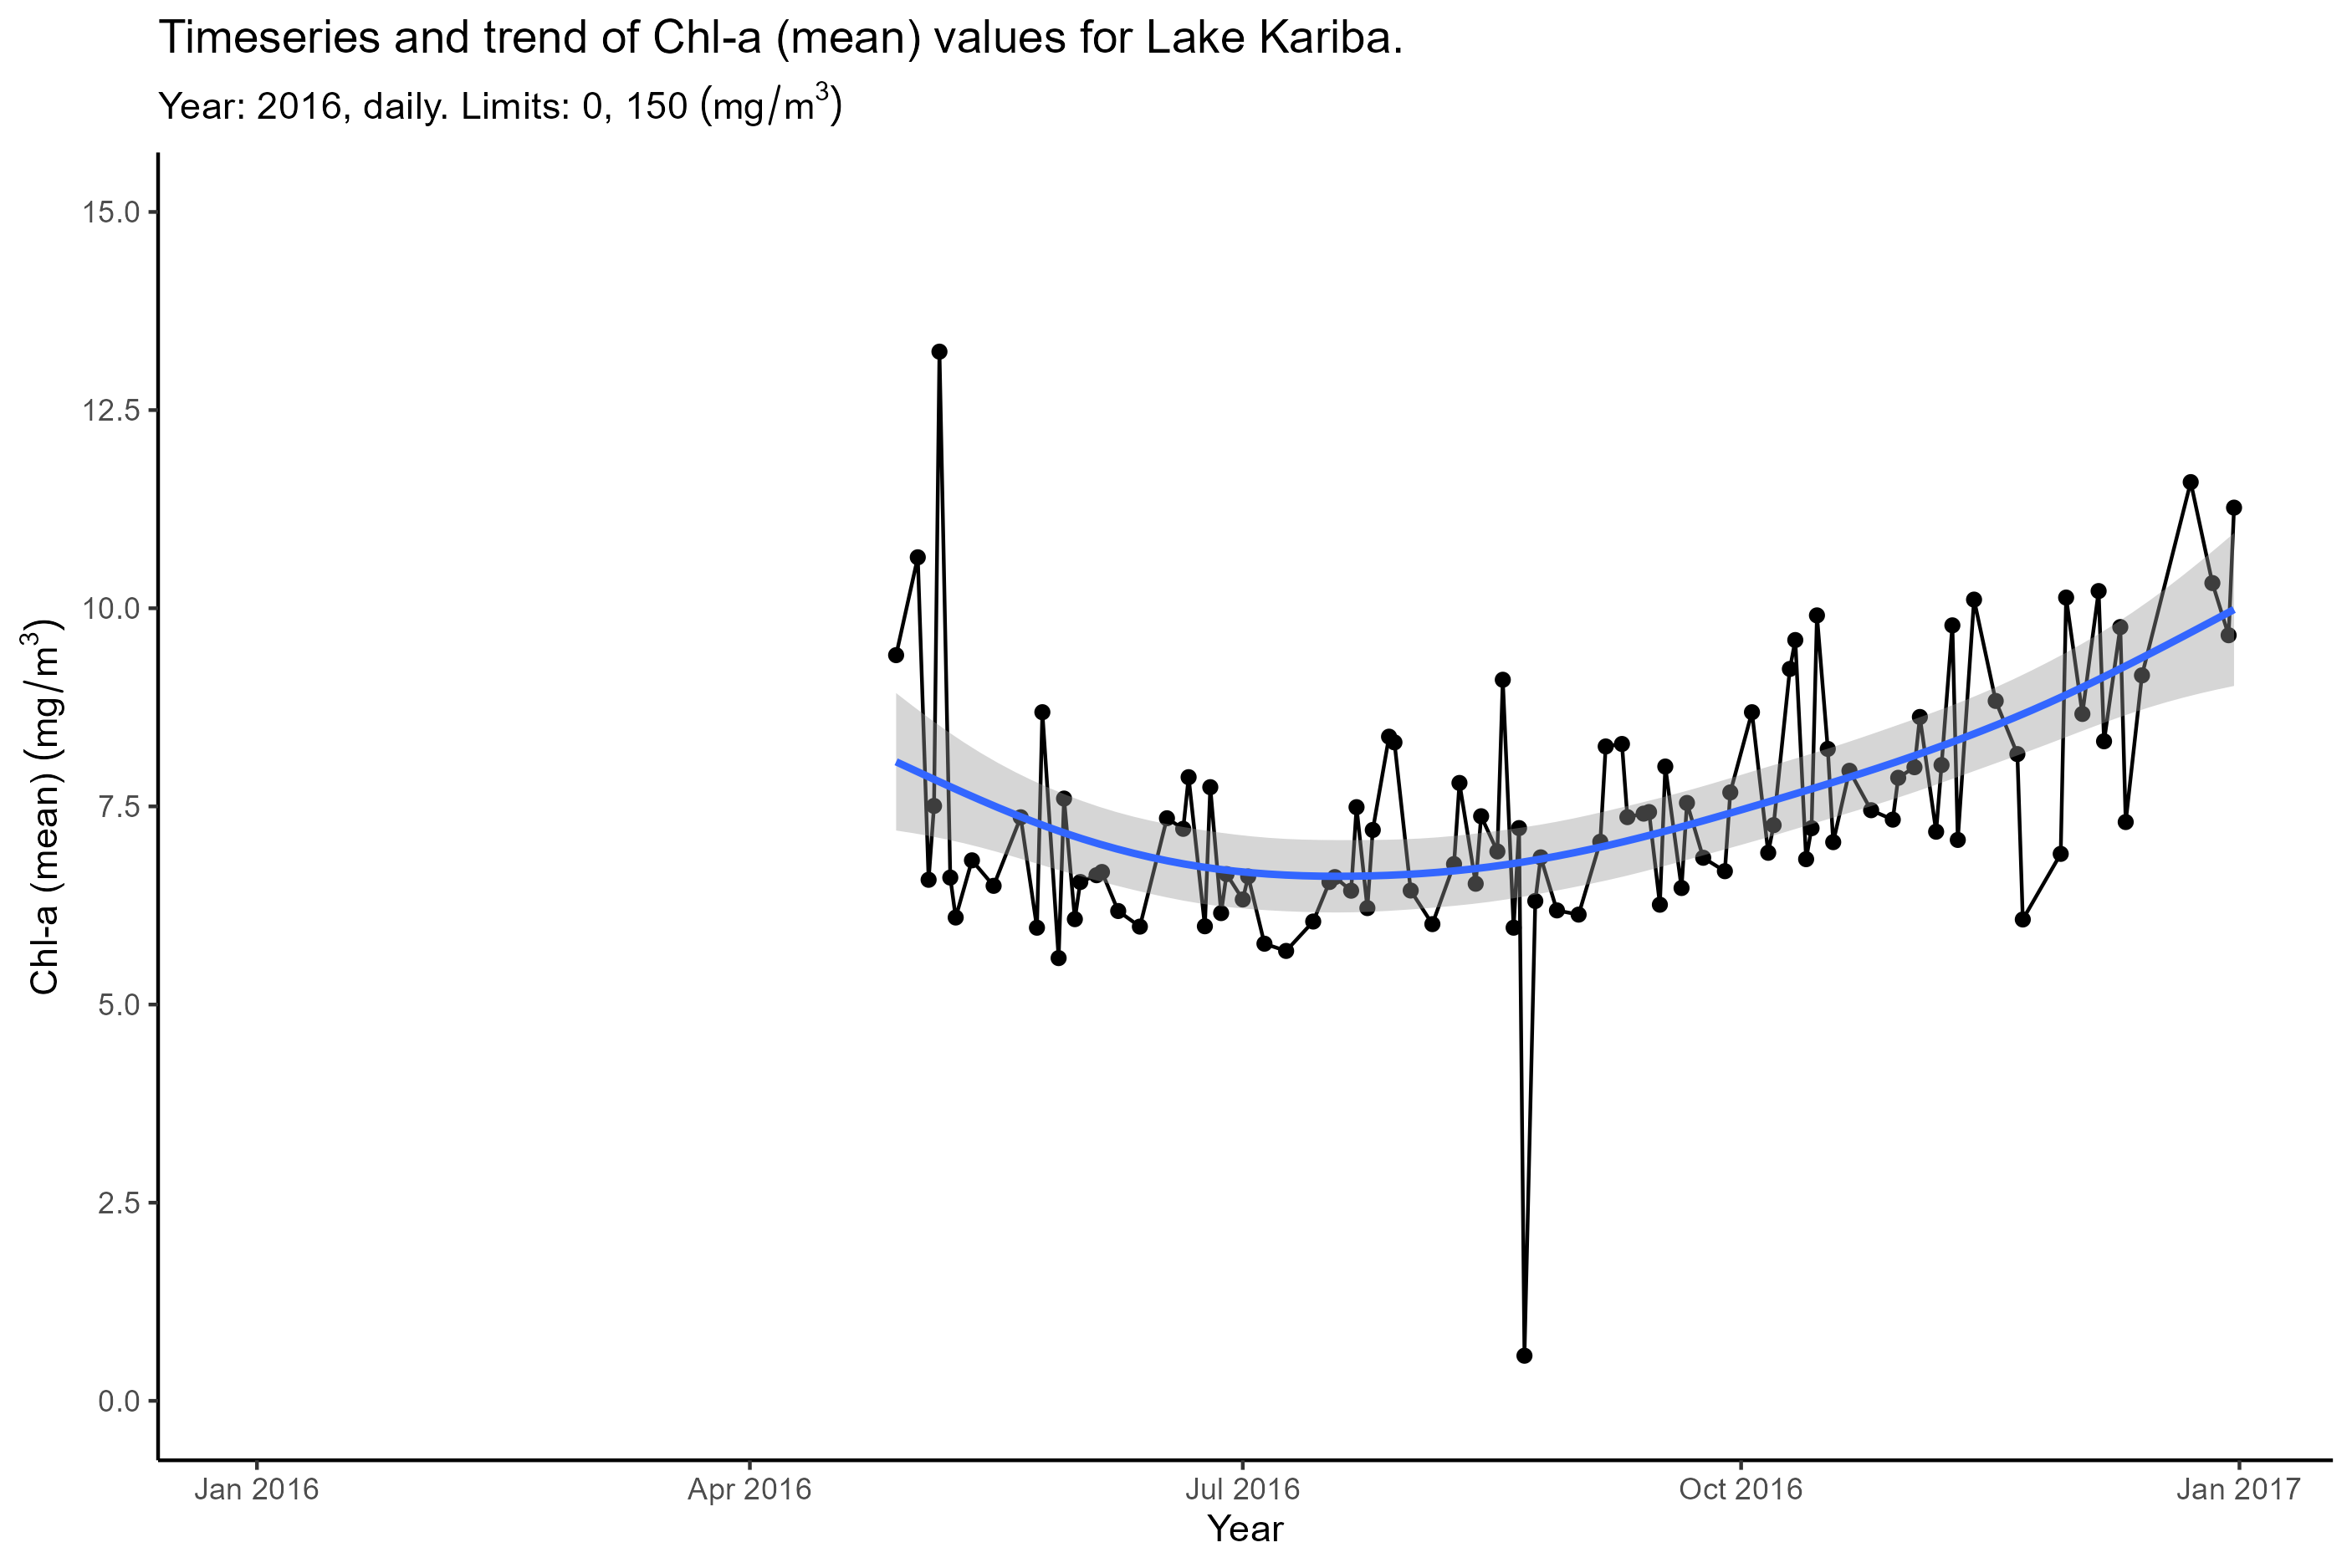 Timeseries and trend of Chl-a (mean) values for Lake Kariba.
Year: 2016, daily. Limits: 0, 150 (mg/m³)
Chl-a (mean) (mg/m³)
15.0
12.5
10.0
7.5
5.0
2.5
0.0
Jan 2016 Apr 2016 Jul 2016 Oct 2016 Jan 2017
Year